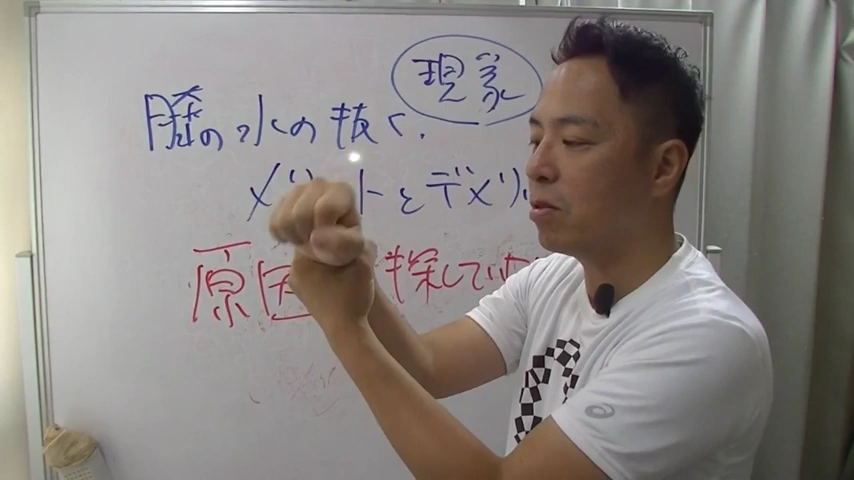 現象
膝の水の抜く.
メリ トとデメリ
原因 探してい